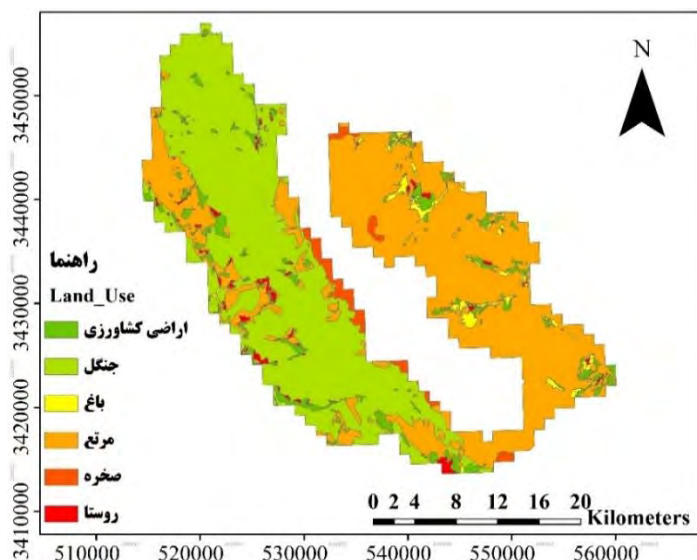 N
3450000
3440000
3430000
3420000
3410000
راهنما
Land_Use
اراضی کشاورزی
جنگل
باغ
مرتع
صخره
روستا
0 2 4 8 12 16 20
Kilometers
510000 520000 530000 540000 550000 560000